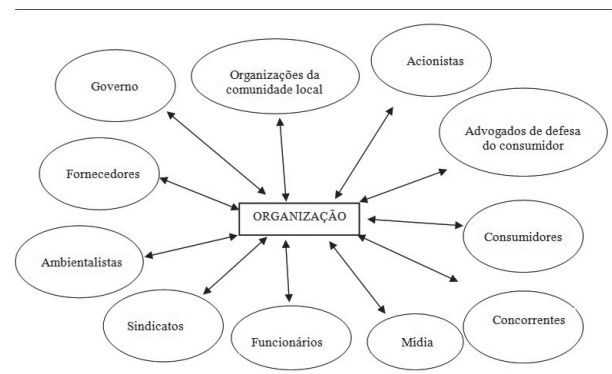 Governo
Organizações da
comunidade local
Acionistas
Advogados de defesa
do consumidor
Fornecedores
ORGANIZAÇÃO
Consumidores
Ambientalistas
Sindicatos
Funcionários
Mídia
Concorrentes